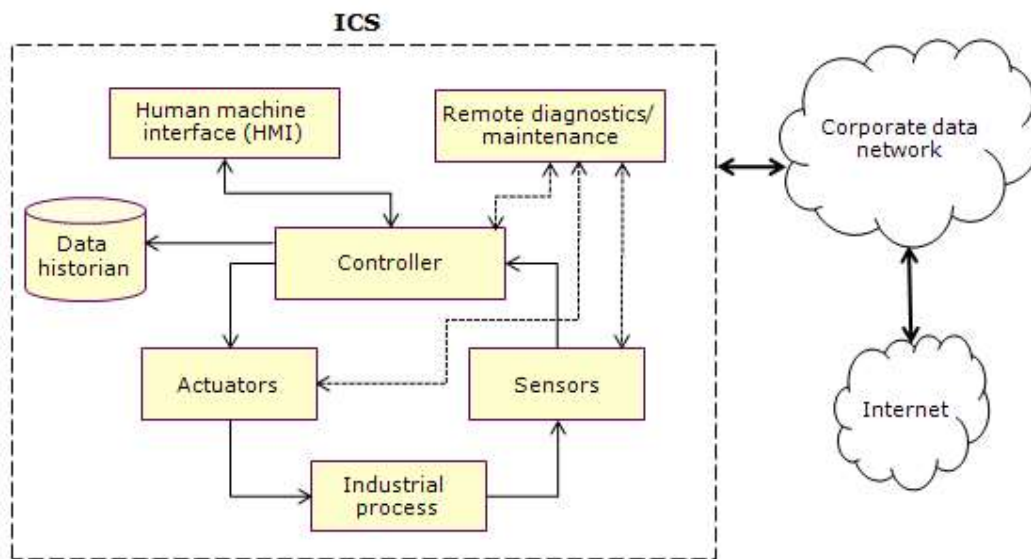 ICS
Human machine
interface (HMI)
Remote diagnostics/
maintenance
Corporate data
network
Data
historian
Controller
Actuators
Sensors
Internet
Industrial
process